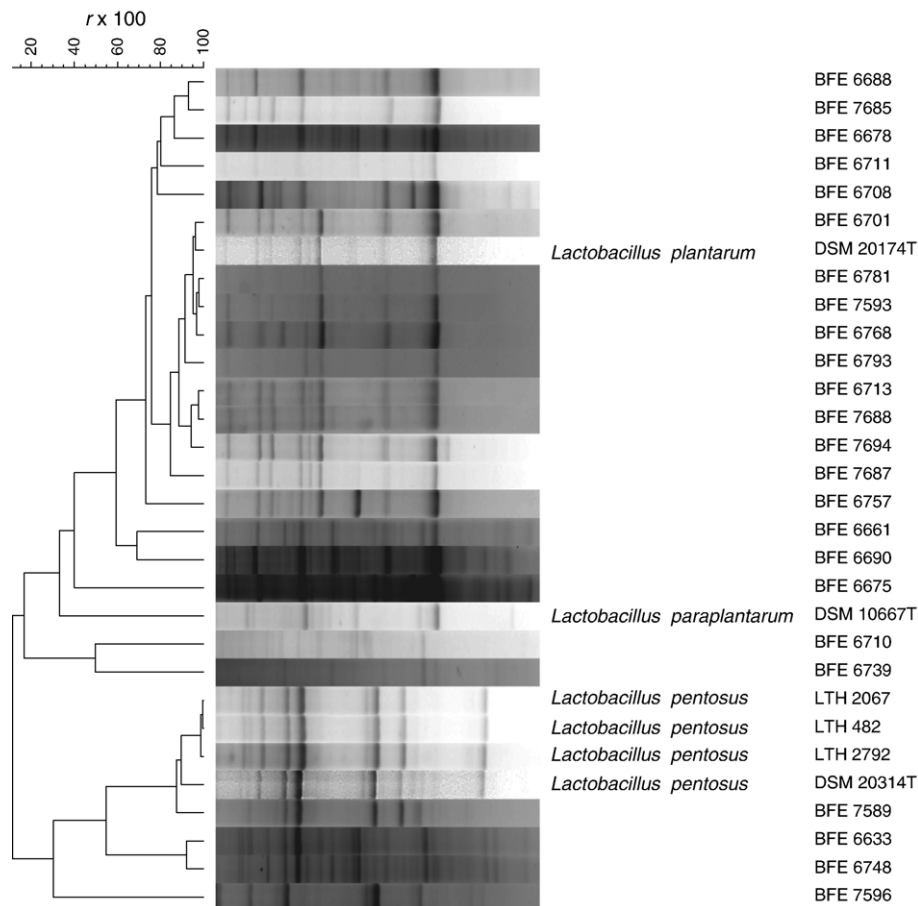 r x 100
20 40 60 80 100
BFE 6688
BFE 7685
BFE 6678
BFE 6711
BFE 6708
BFE 6701
Lactobacillus plantarum DSM 20174T
BFE 6781
BFE 7593
BFE 6768
BFE 6793
BFE 6713
BFE 7688
BFE 7694
BFE 7687
BFE 6757
BFE 6661
BFE 6690
BFE 6675
Lactobacillus paraplantarum DSM 10667T
BFE 6710
BFE 6739
Lactobacillus pentosus LTH 2067
Lactobacillus pentosus LTH 482
Lactobacillus pentosus LTH 2792
Lactobacillus pentosus DSM 20314T
BFE 7589
BFE 6633
BFE 6748
BFE 7596